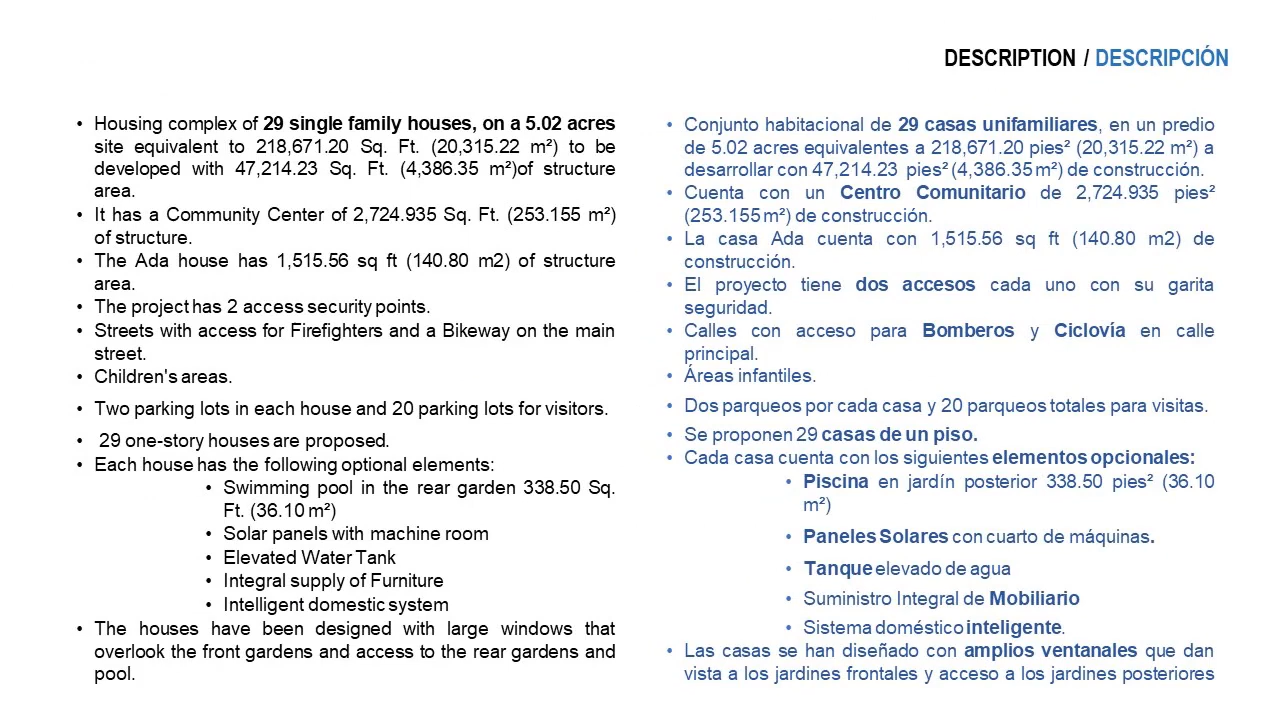 DESCRIPTION / DESCRIPCIÓN
• Housing complex of 29 single family houses, on a 5.02 acres
site equivalent to 218,671.20 Sq. Ft. (20,315.22 m²) to be
developed with 47,214.23 Sq. Ft. (4,386.35 m²)of structure
area.
• It has a Community Center of 2,724.935 Sq. Ft. (253.155 m²)
of structure.
• The Ada house has 1,515.56 sq ft (140.80 m2) of structure
area.
• The project has 2 access security points.
• Streets with access for Firefighters and a Bikeway on the main
street.
• Children's areas.
• Two parking lots in each house and 20 parking lots for visitors.
• 29 one-story houses are proposed.
• Each house has the following optional elements:
• Swimming pool in the rear garden 338.50 Sq.
Ft. (36.10 m²)
• Solar panels with machine room
• Elevated Water Tank
• Integral supply of Furniture
• Intelligent domestic system
• The houses have been designed with large windows that
overlook the front gardens and access to the rear gardens and
pool.
• Conjunto habitacional de 29 casas unifamiliares, en un predio
de 5.02 acres equivalentes a 218,671.20 pies² (20,315.22 m²) a
desarrollar con 47,214.23 pies² (4,386.35 m²) de construcción.
• Cuenta con un Centro Comunitario de 2,724.935 pies²
(253.155 m²) de construcción.
• La casa Ada cuenta con 1,515.56 sq ft (140.80 m2) de
construcción.
• El proyecto tiene dos accesos cada uno con su garita
seguridad.
• Calles con acceso para Bomberos y Ciclovía en calle
principal.
• Áreas infantiles.
• Dos parqueos por cada casa y 20 parqueos totales para visitas.
• Se proponen 29 casas de un piso.
• Cada casa cuenta con los siguientes elementos opcionales:
• Piscina en jardín posterior 338.50 pies² (36.10
m²)
• Paneles Solares con cuarto de máquinas.
• Tanque elevado de agua
• Suministro Integral de Mobiliario
• Sistema doméstico inteligente.
• Las casas se han diseñado con amplios ventanales que dan
vista a los jardines frontales y acceso a los jardines posteriores